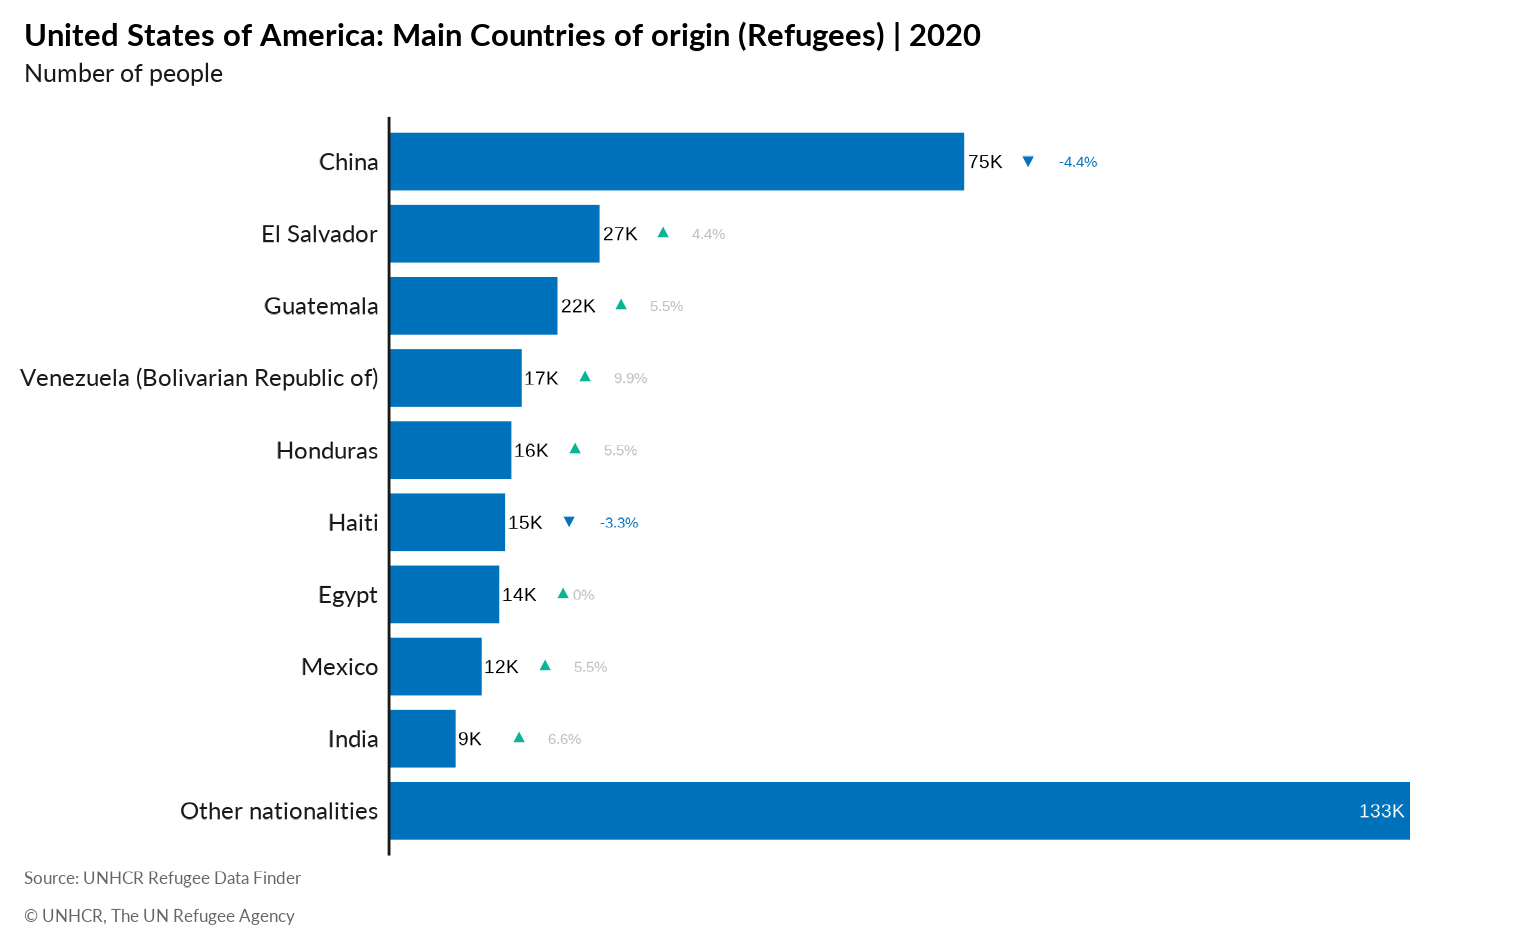 United States of America: Main Countries of origin (Refugees) | 2020
Number of people
China 75K ▼ -4.4%
El Salvador 27K ▲ 4.4%
Guatemala 22K ▲ 5.5%
Venezuela (Bolivarian Republic of) 17K ▲ 9.9%
Honduras 16K ▲ 5.5%
Haiti 15K ▼ -3.3%
Egypt 14K ▲ 0%
Mexico 12K ▲ 5.5%
India 9K ▲ 6.6%
Other nationalities 133K
Source: UNHCR Refugee Data Finder
© UNHCR, The UN Refugee Agency